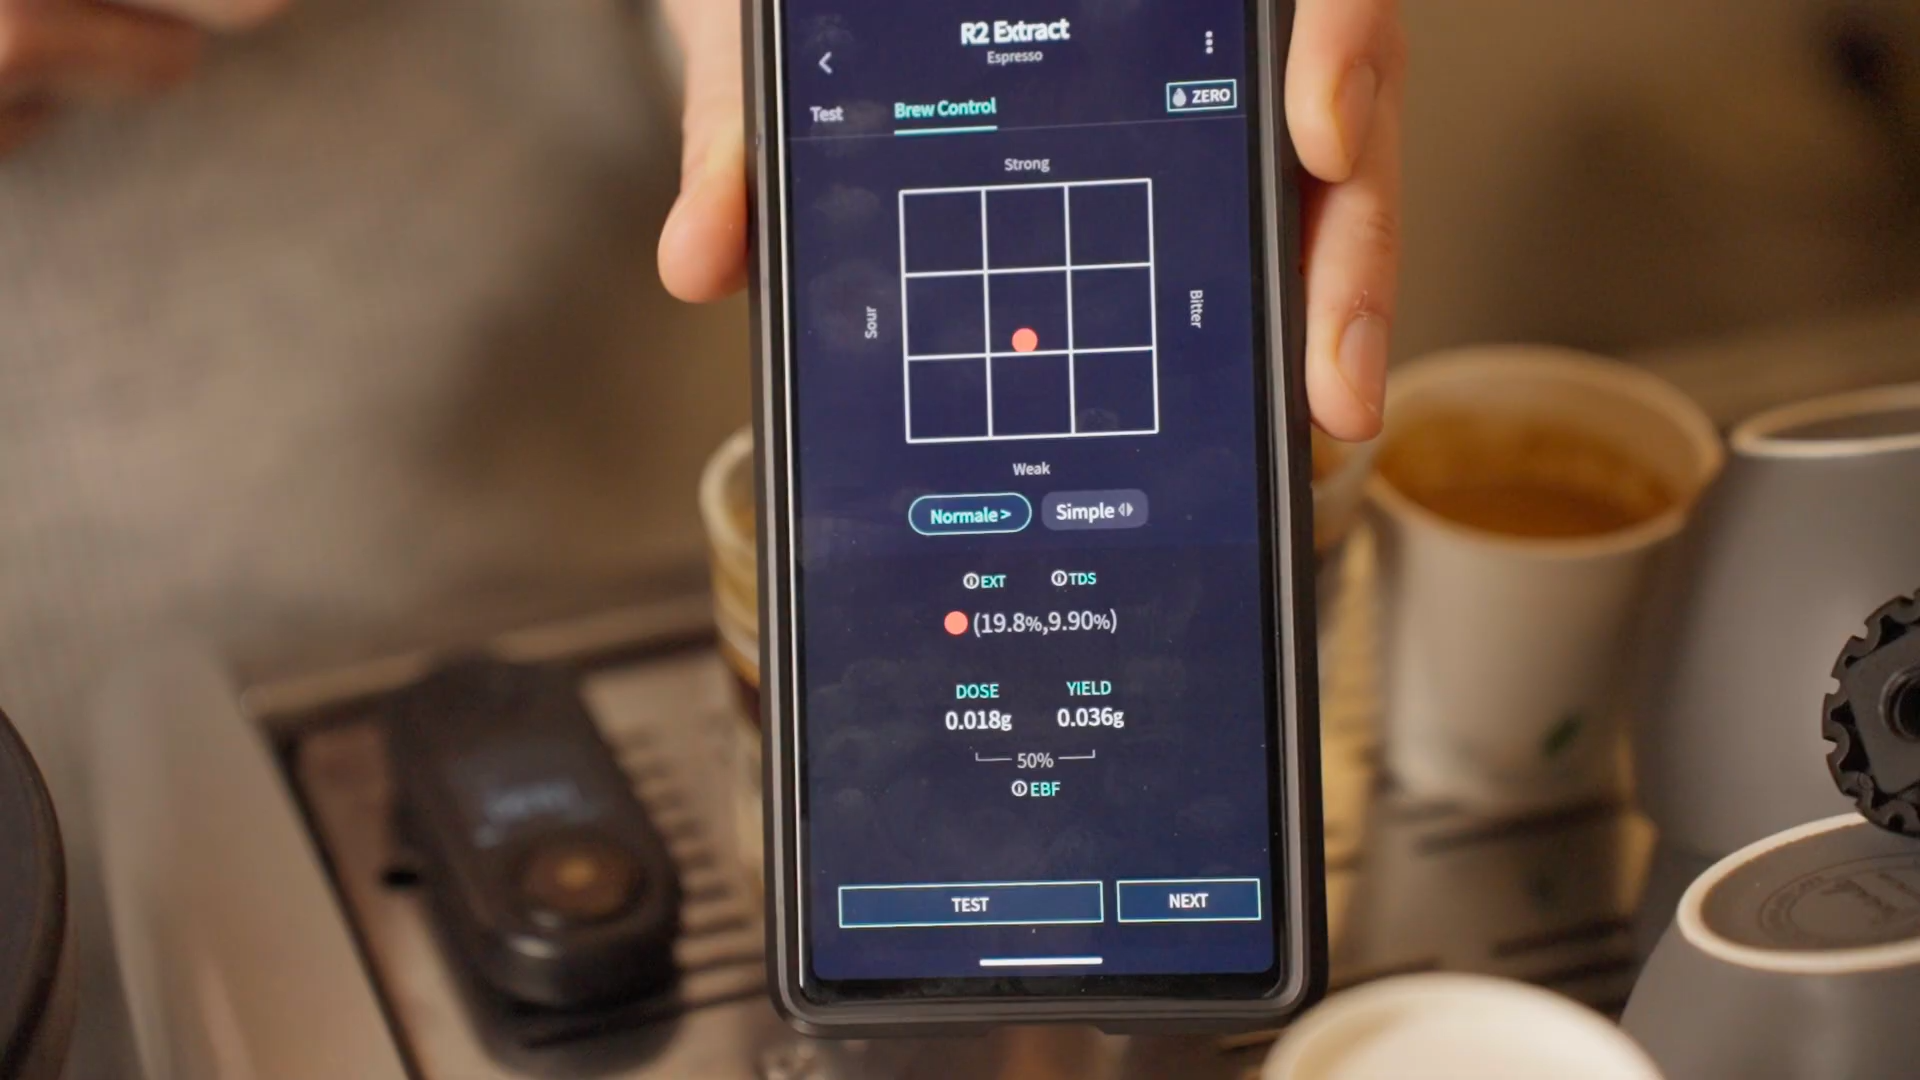 R2 Extract
Espresso
Test
Brew Control
ZERO
Strong
Sour
Bitter
Weak
Normale >
Simple
EXT
TDS
(19.8%,9.90%)
DOSE
YIELD
0.018g
0.036g
50%
EBF
TEST
NEXT